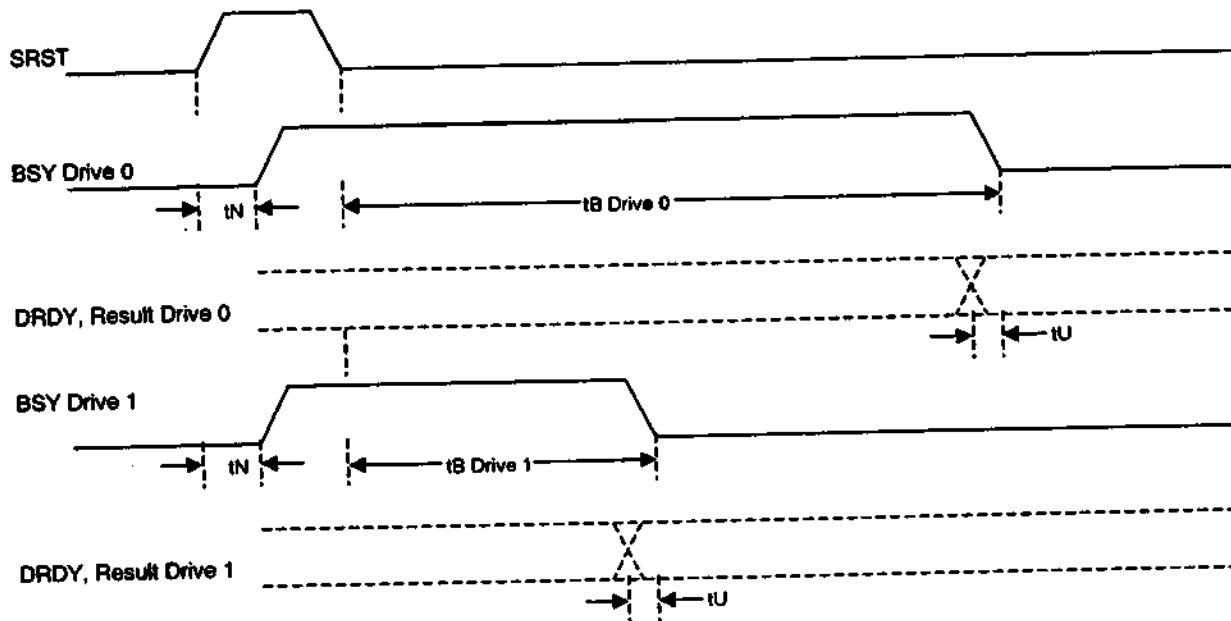 SRST
BSY Drive 0
tN
tB Drive 0
DRDY, Result Drive 0
tU
BSY Drive 1
tN
tB Drive 1
DRDY, Result Drive 1
tU